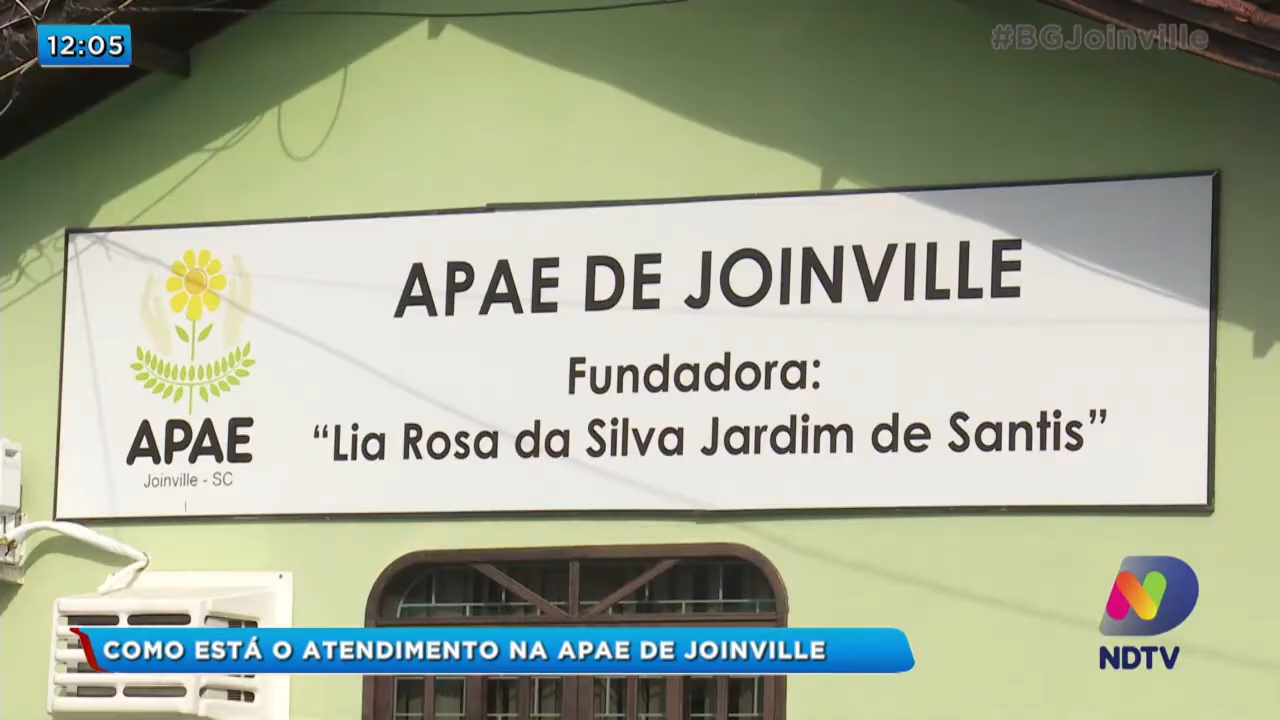 12:05
#BGJoinville
APAE DE JOINVILLE
Fundadora:
“Lia Rosa da Silva Jardim de Santis”
APAE
Joinville - SC
COMO ESTÁ O ATENDIMENTO NA APAE DE JOINVILLE
NDTV